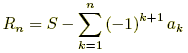 R_n = S - \sum_{k=1}^{n} (-1)^{k+1} a_k